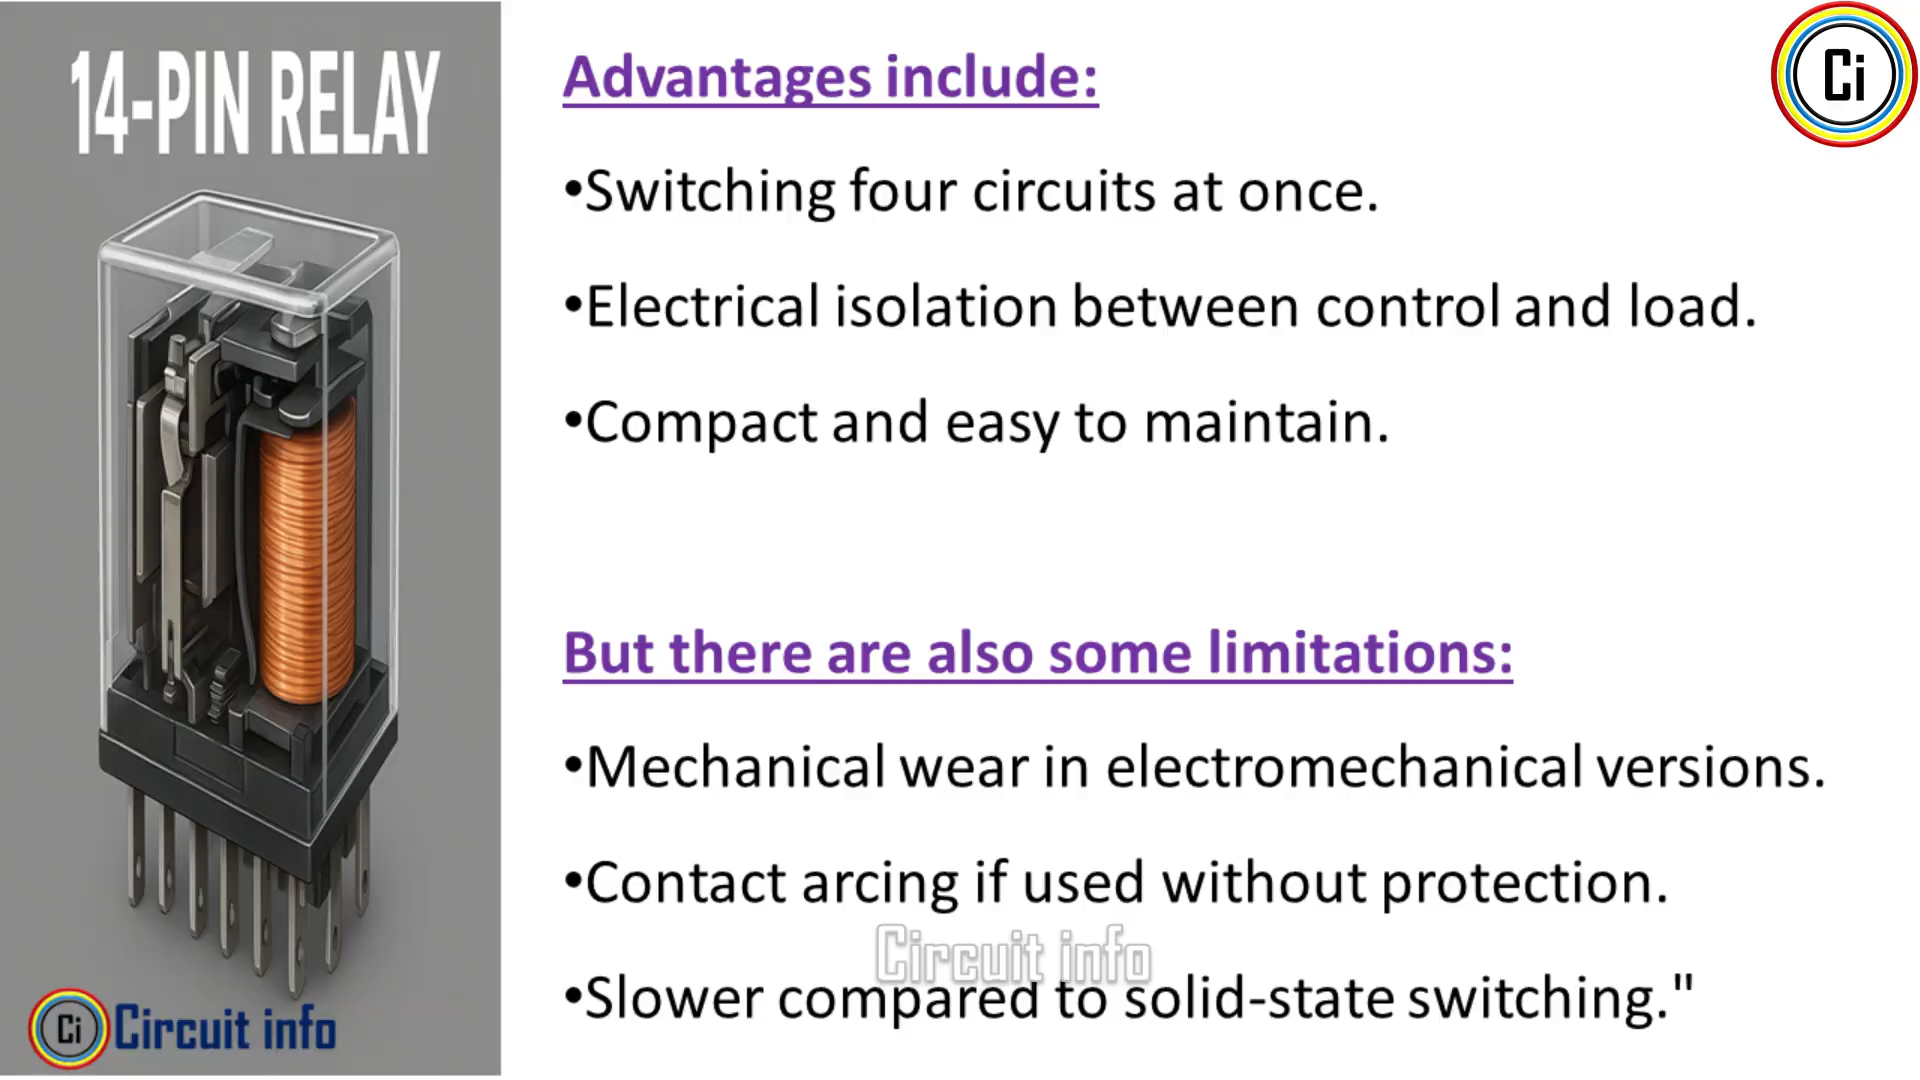 14-PIN RELAY
Ci
Circuit info
Advantages include:
•Switching four circuits at once.
•Electrical isolation between control and load.
•Compact and easy to maintain.
But there are also some limitations:
•Mechanical wear in electromechanical versions.
•Contact arcing if used without protection.
Circuit info
•Slower compared to solid-state switching."
Ci